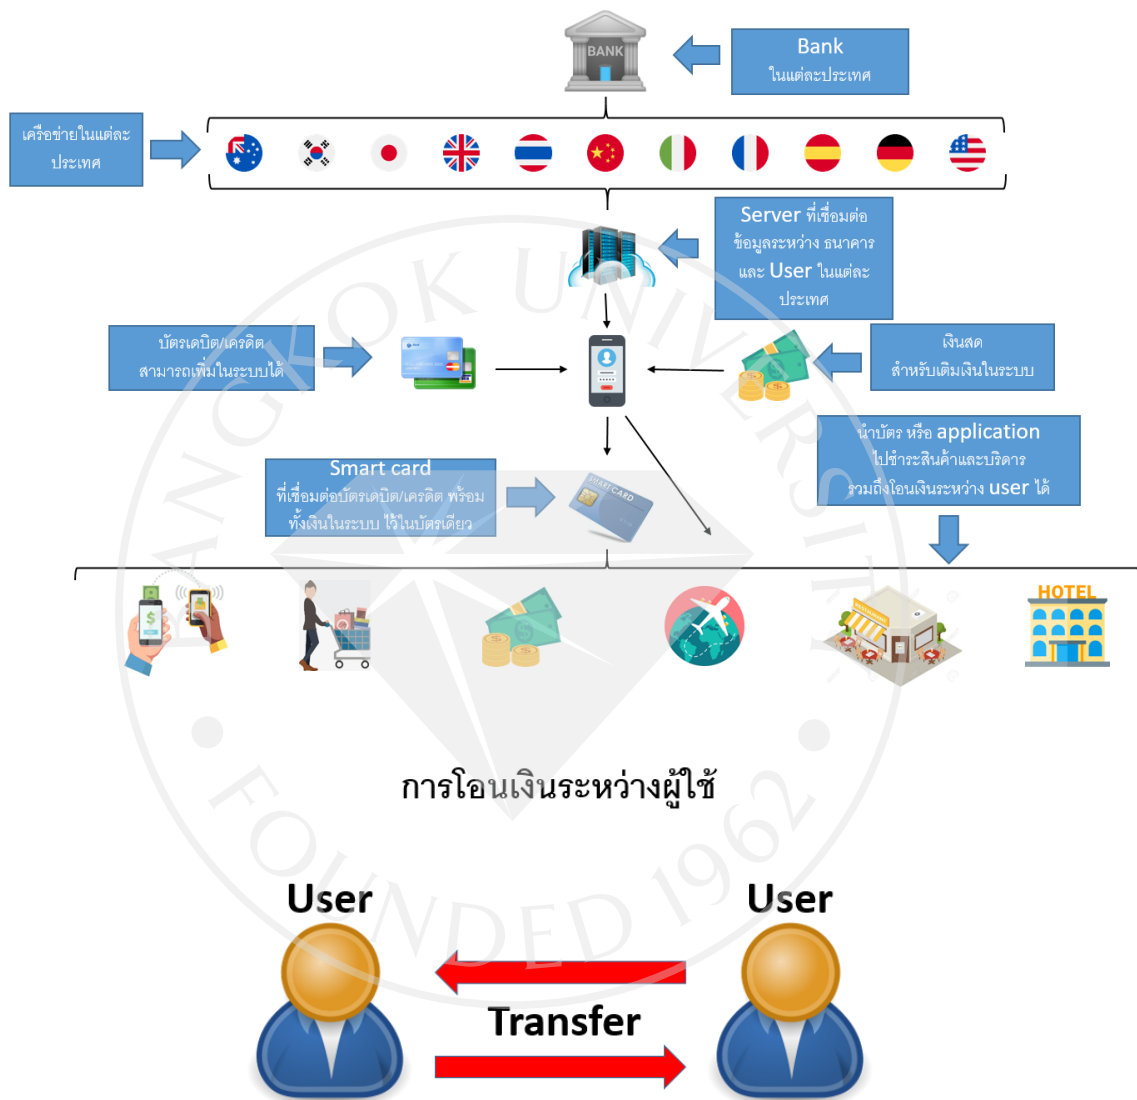 BANK
Bank
ในแต่ละประเทศ
เครือข่ายในแต่ละ
ประเทศ
Server ที่เชื่อมต่อ
ข้อมูลระหว่าง ธนาคาร
และ User ในแต่ละ
ประเทศ
บัตรเดบิต/เครดิต
สามารถเพิ่มในระบบได้
เงินสด
สำหรับเติมเงินในระบบ
นำบัตร หรือ application
ไปชำระสินค้าและบริการ
รวมถึงโอนเงินระหว่าง user ได้
Smart card
ที่เชื่อมต่อบัตรเดบิต/เครดิต พร้อม
ทั้งเงินในระบบ ไว้ในบัตรเดียว
SMARTCARD
HOTEL
BANGKOK UNIVERSITY
FOUNDED 1962
การโอนเงินระหว่างผู้ใช้
User
User
Transfer